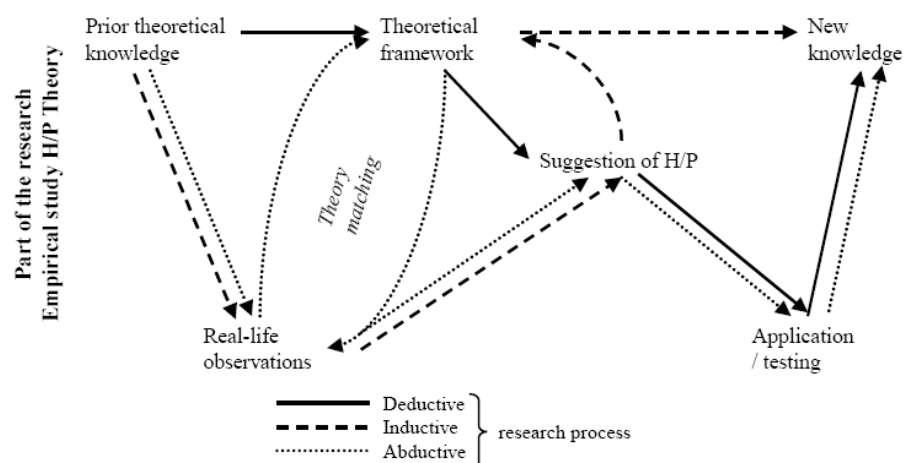 Part of the research
Empirical study H/P Theory
Prior theoretical
knowledge
Theoretical
framework
New
knowledge
Suggestion of H/P
Theory
matching
Real-life
observations
Application
/ testing
Deductive
Inductive
Abductive
research process